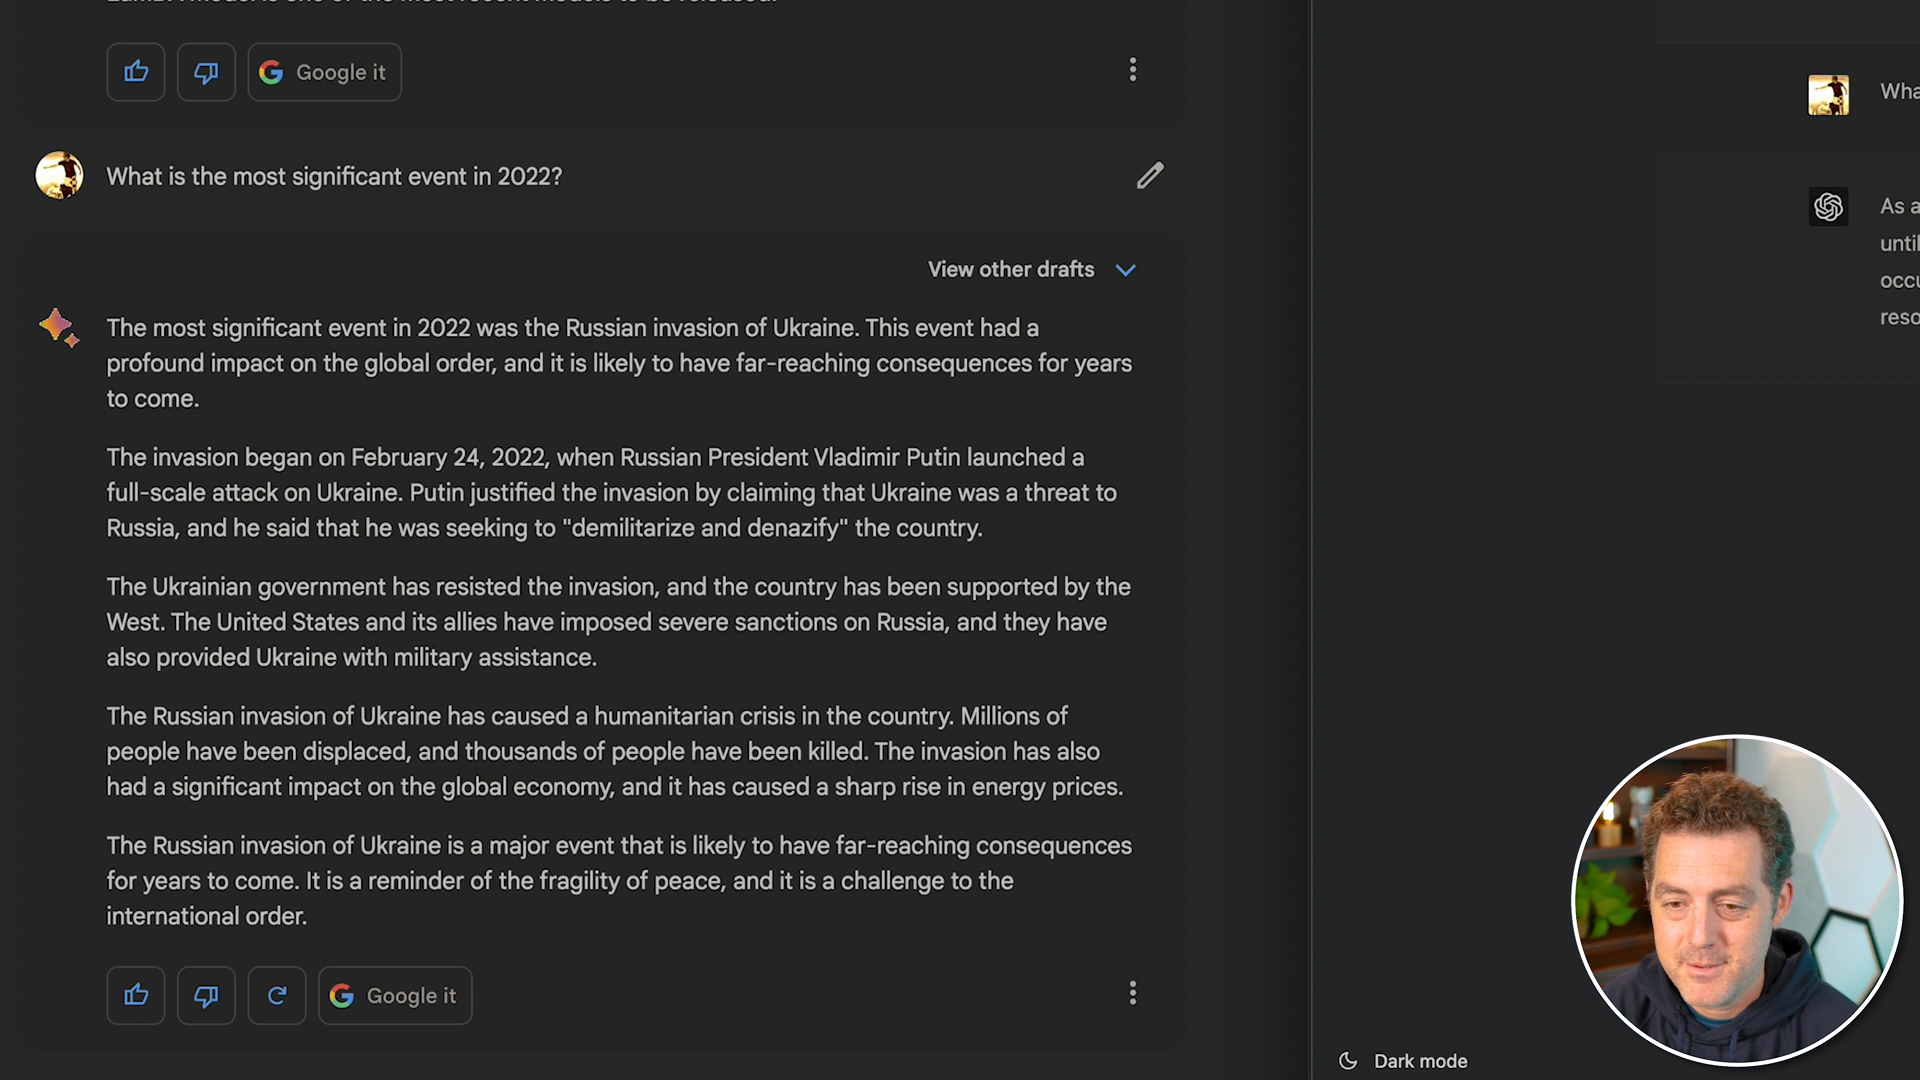 Google it
What is the most significant event in 2022?
View other drafts
The most significant event in 2022 was the Russian invasion of Ukraine. This event had a
profound impact on the global order, and it is likely to have far-reaching consequences for years
to come.
The invasion began on February 24, 2022, when Russian President Vladimir Putin launched a
full-scale attack on Ukraine. Putin justified the invasion by claiming that Ukraine was a threat to
Russia, and he said that he was seeking to "demilitarize and denazify" the country.
The Ukrainian government has resisted the invasion, and the country has been supported by the
West. The United States and its allies have imposed severe sanctions on Russia, and they have
also provided Ukraine with military assistance.
The Russian invasion of Ukraine has caused a humanitarian crisis in the country. Millions of
people have been displaced, and thousands of people have been killed. The invasion has also
had a significant impact on the global economy, and it has caused a sharp rise in energy prices.
The Russian invasion of Ukraine is a major event that is likely to have far-reaching consequences
for years to come. It is a reminder of the fragility of peace, and it is a challenge to the
international order.
Google it
As
Dark mode